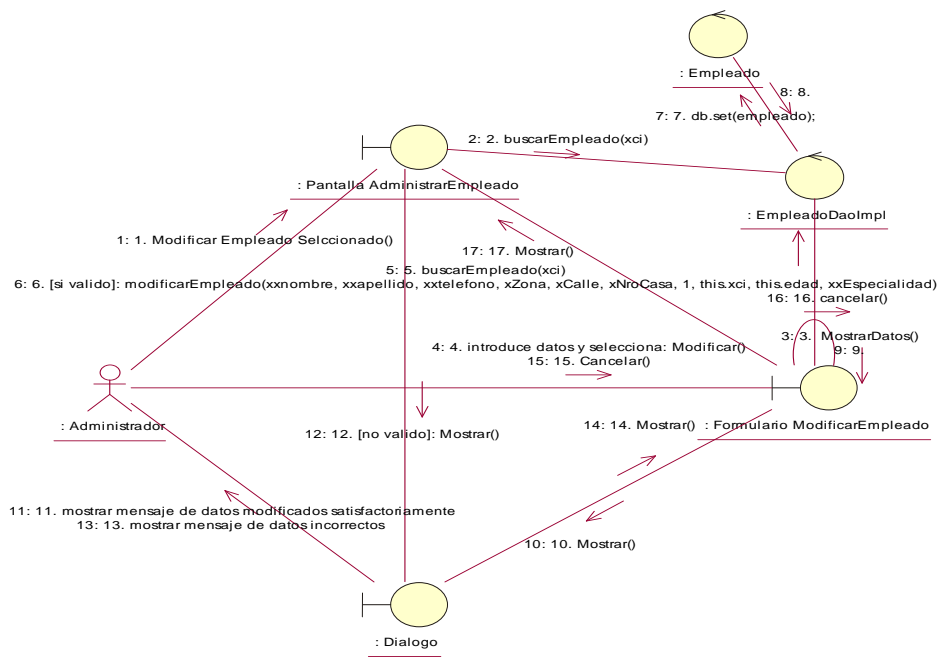 : Empleado
8: 8.
7: 7. db.set(empleado);
2: 2. buscarEmpleado(xci)
: Pantalla AdministrarEmpleado
: EmpleadoDaoImpl
1: 1. Modificar Empleado Selccionado()
17: 17. Mostrar()
5: 5. buscarEmpleado(xci)
6: 6. [si valido]: modificarEmpleado(xxnombre, xxapellido, xxtelefono, xZona, xCalle, xNroCasa, 1, this.xci, this.edad, xxEspecialidad)
16: 16. cancelar()
3: 3. MostrarDatos()
4: 4. introduce datos y selecciona: Modificar()
9: 9.
15: 15. Cancelar()
: Administrador
14: 14. Mostrar()
: Formulario ModificarEmpleado
12: 12. [no valido]: Mostrar()
11: 11. mostrar mensaje de datos modificados satisfactoriamente
13: 13. mostrar mensaje de datos incorrectos
10: 10. Mostrar()
: Dialogo